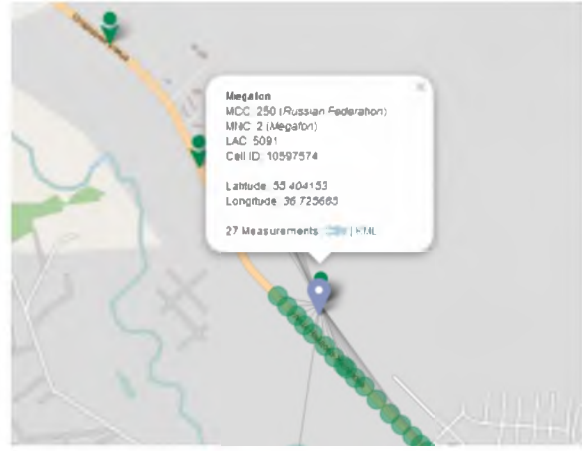 Megafon
MCC: 250 (Russian Federation)
MNC: 2 (Megafon)
LAC: 5091
Cell ID: 10597574
Latitude: 55.404153
Longitude: 36.725663
27 Measurements: | KML